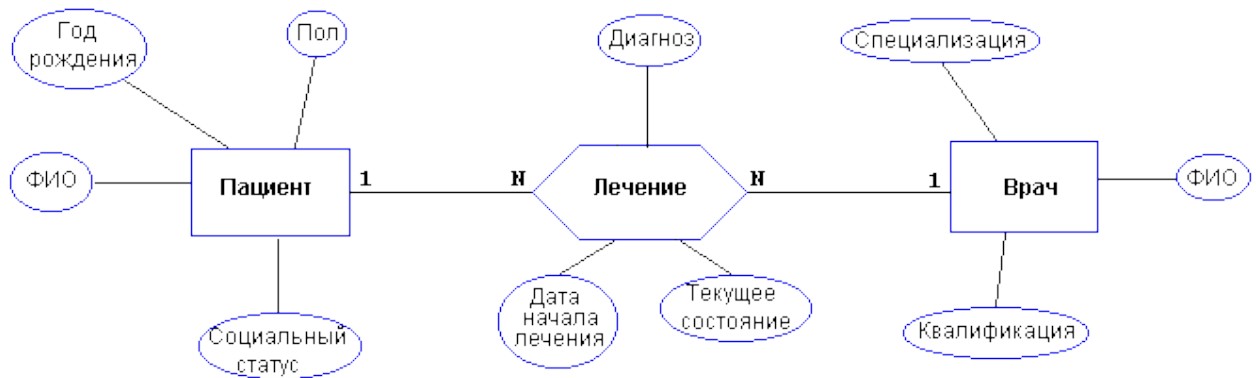 Год
рождения
Пол
Диагноз
Специализация
ФИО
Пациент
1
N
Лечение
N
1
Врач
ФИО
Социальный
статус
Дата
начала
лечения
Текущее
состояние
Квалификация